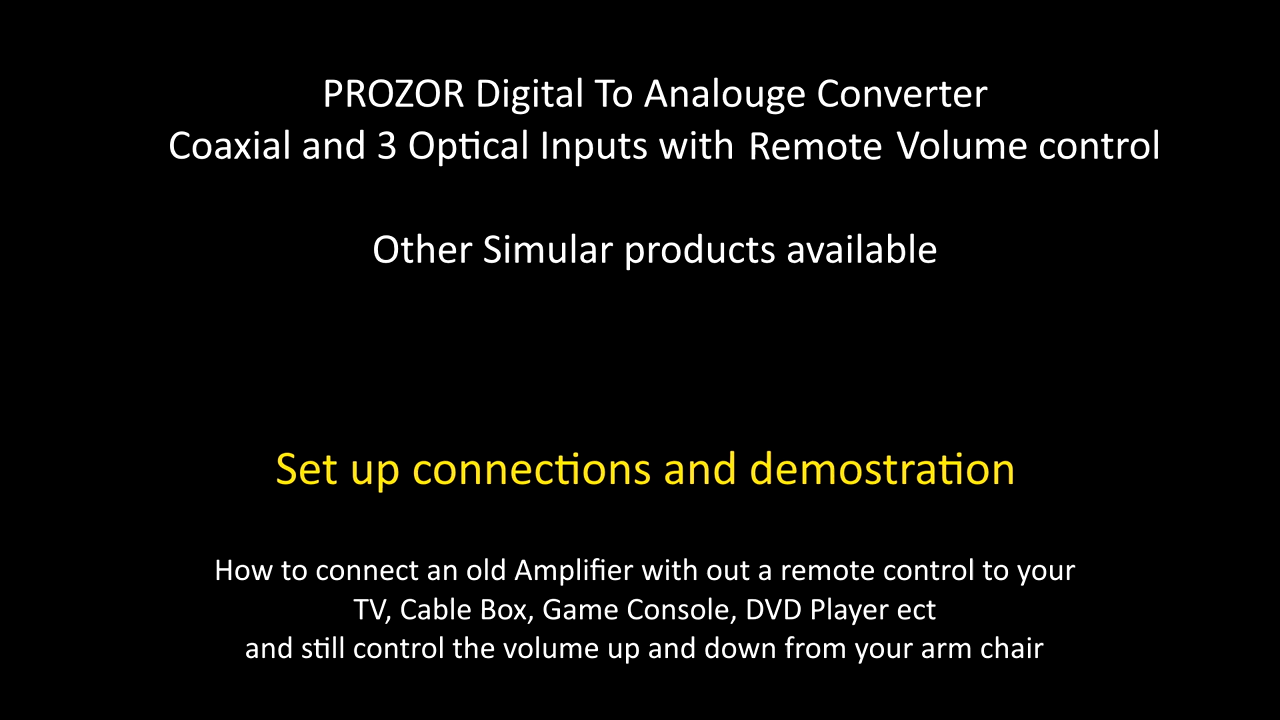 PROZOR Digital To Analouge Converter
Coaxial and 3 Optical Inputs with Remote Volume control
Other Simular products available
Set up connections and demostration
How to connect an old Amplifier with out a remote control to your
TV, Cable Box, Game Console, DVD Player ect
and still control the volume up and down from your arm chair